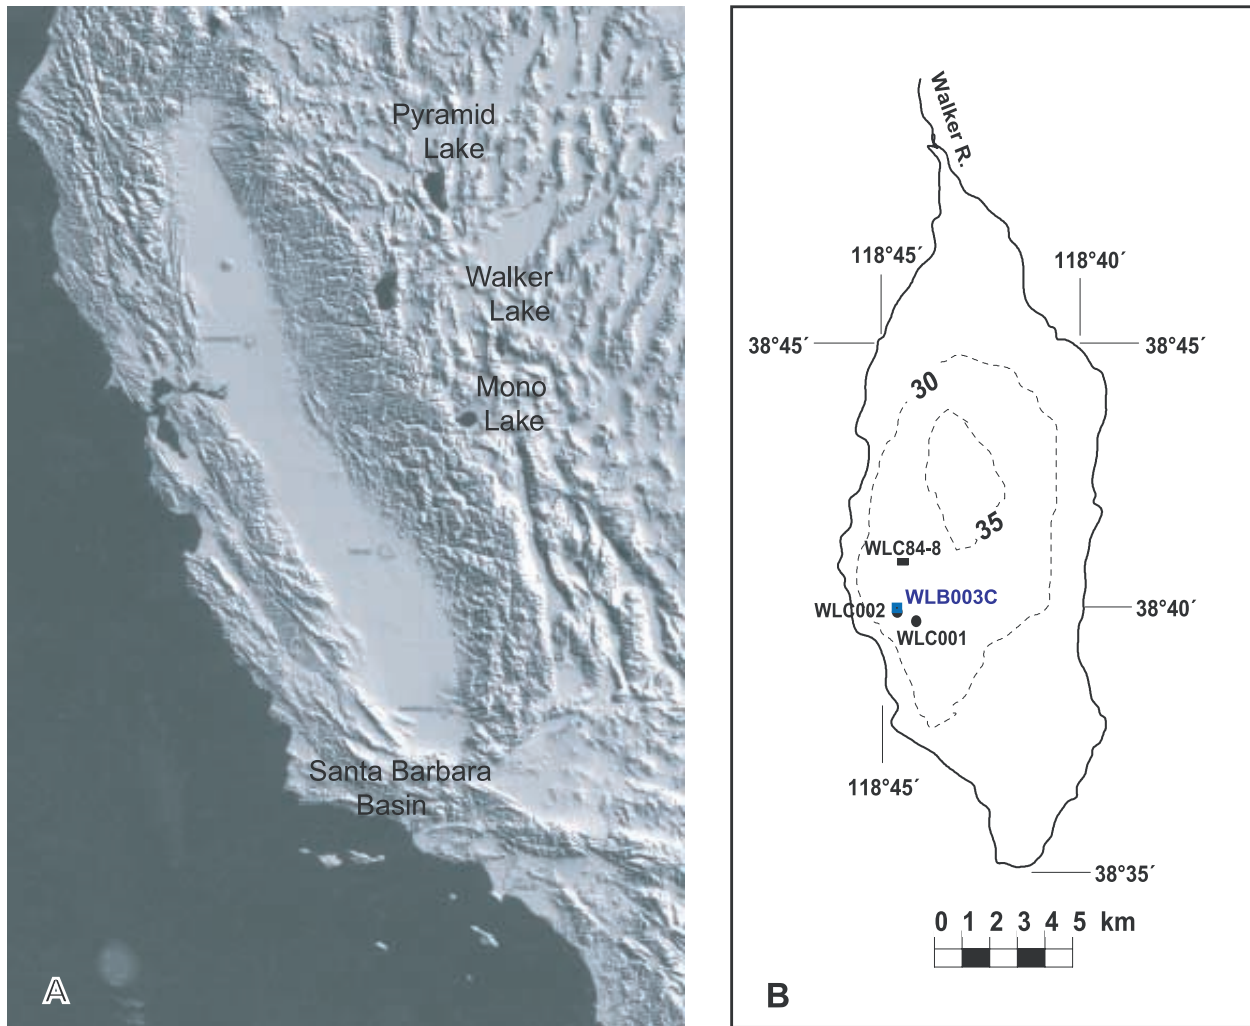 Pyramid
Lake
Walker
Lake
Mono
Lake
Santa Barbara
Basin
A
Walker R.
118°45´
118°40´
38°45´
38°45´
30
35
WLC84-8
WLB003C
WLC002
WLC001
38°40´
118°45´
38°35´
0 1 2 3 4 5 km
B